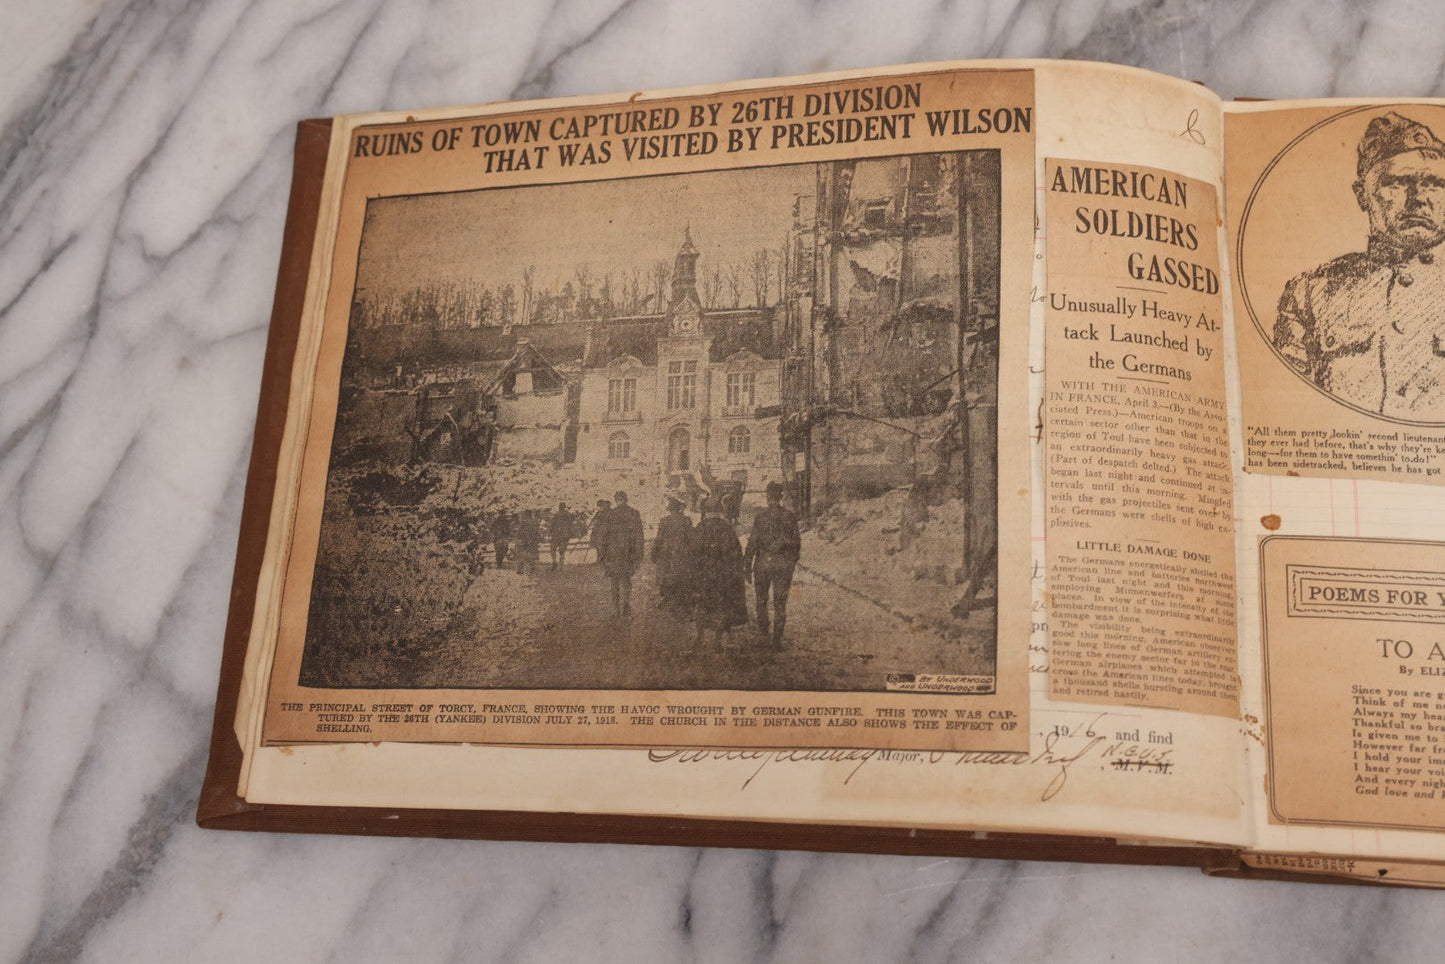 RUINS OF TOWN CAPTURED BY 26TH DIVISION
THAT WAS VISITED BY PRESIDENT WILSON
© BY UNDERWOOD
AND UNDERWOOD
THE PRINCIPAL STREET OF TORCY, FRANCE, SHOWING THE HAVOC WROUGHT BY GERMAN GUNFIRE. THIS TOWN WAS CAP-
TURED BY THE 26TH (YANKEE) DIVISION JULY 27, 1918. THE CHURCH IN THE DISTANCE ALSO SHOWS THE EFFECT OF
SHELLING.
6
AMERICAN
SOLDIERS
GASSED
Unusually Heavy At-
tack Launched by
the Germans
WITH THE AMERICAN ARMY
IN FRANCE, April 3.—(By the Asso-
ciated Press.)—American troops on a
certain sector other than that in the
region of Toul have been subjected to
an extraordinarily heavy gas attack.
(Part of despatch delted.) The attack
began last night and continued at in-
tervals until this morning. Mingled
with the gas projectiles sent over by
the Germans were shells of high ex-
plosives.
LITTLE DAMAGE DONE
The Germans energetically shelled the
American line and batteries northwest
of Toul last night and this morning,
employing Minnenwerfers at some
places. In view of the intensity of the
bombardment it is surprising what little
damage was done.
The visibility being extraordinarily
good this morning, American observers
saw long lines of German artillery en-
tering the enemy sector far in the rear.
German airplanes which attempted to
cross the American lines today, brought
a thousand shells bursting around them
and retired hastily.
1916 and find
Major,
N.G.U.S.
M.V.M.
"All them pretty lookin' second lieutenant
they ever had before, that's why they're ke
long—for them to have somethin' to do!"
has been sidetracked, believes he has got
POEMS FOR Y
TO A
By ELIZ
Since you are g
Think of me n
Always my hea
Thankful so bra
Is given me to
However far fr
I hold your im
I hear your voi
And every nigh
God love and k